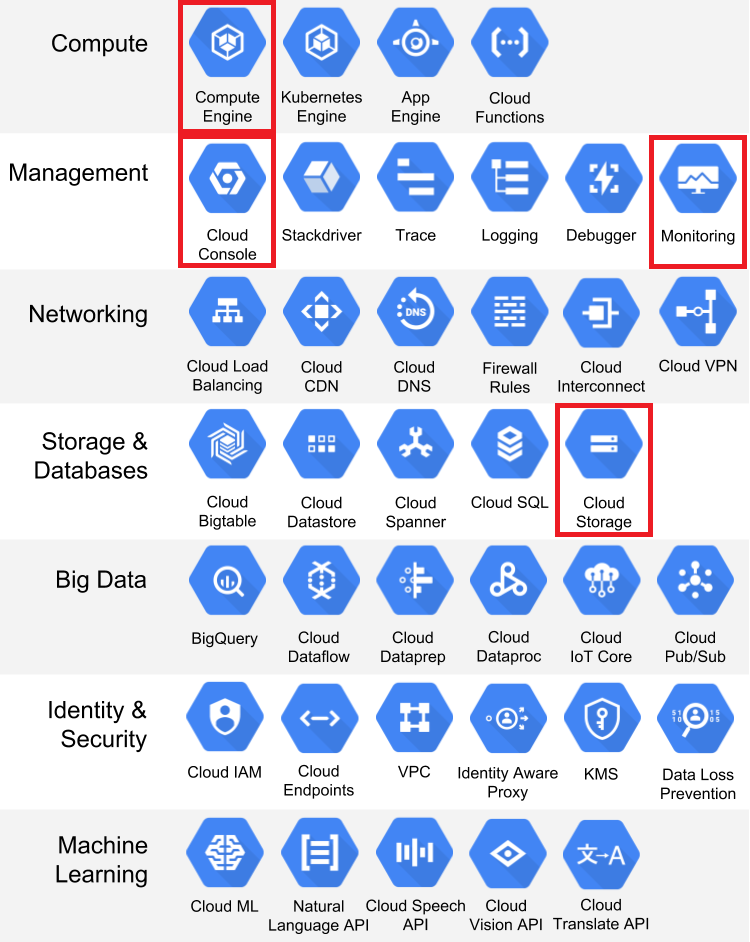 Compute
Compute
Engine
Kubernetes
Engine
App
Engine
Cloud
Functions
Management
Cloud
Console
Stackdriver
Trace
Logging
Debugger
Monitoring
Networking
DNS
Cloud Load
Balancing
Cloud
CDN
Cloud
DNS
Firewall
Rules
Cloud
Interconnect
Cloud VPN
Storage &
Databases
Cloud
Bigtable
Cloud
Datastore
Cloud
Spanner
Cloud SQL
Cloud
Storage
Big Data
BigQuery
Cloud
Dataflow
Cloud
Dataprep
Cloud
Dataproc
Cloud
IoT Core
Cloud
Pub/Sub
Identity &
Security
51 15
10 05
Cloud IAM
Cloud
Endpoints
VPC
Identity Aware
Proxy
KMS
Data Loss
Prevention
Machine
Learning
文→A
Cloud ML
Natural
Language API
Cloud Speech
API
Cloud
Vision API
Cloud
Translate API